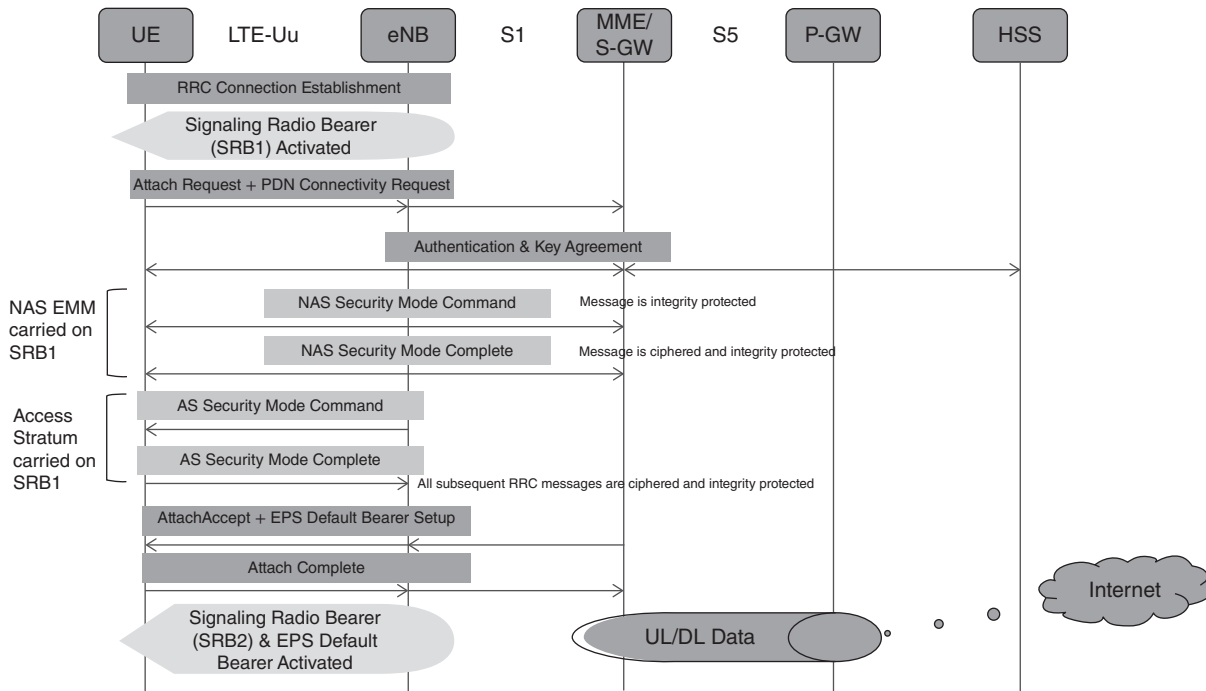 UE
LTE-Uu
eNB
S1
MME/
S-GW
S5
P-GW
HSS
RRC Connection Establishment
Signaling Radio Bearer
(SRB1) Activated
Attach Request + PDN Connectivity Request
Authentication & Key Agreement
NAS EMM
carried on
SRB1
NAS Security Mode Command
Message is integrity protected
NAS Security Mode Complete
Message is ciphered and integrity protected
Access
Stratum
carried on
SRB1
AS Security Mode Command
AS Security Mode Complete
All subsequent RRC messages are ciphered and integrity protected
AttachAccept + EPS Default Bearer Setup
Attach Complete
Signaling Radio Bearer
(SRB2) & EPS Default
Bearer Activated
UL/DL Data
Internet